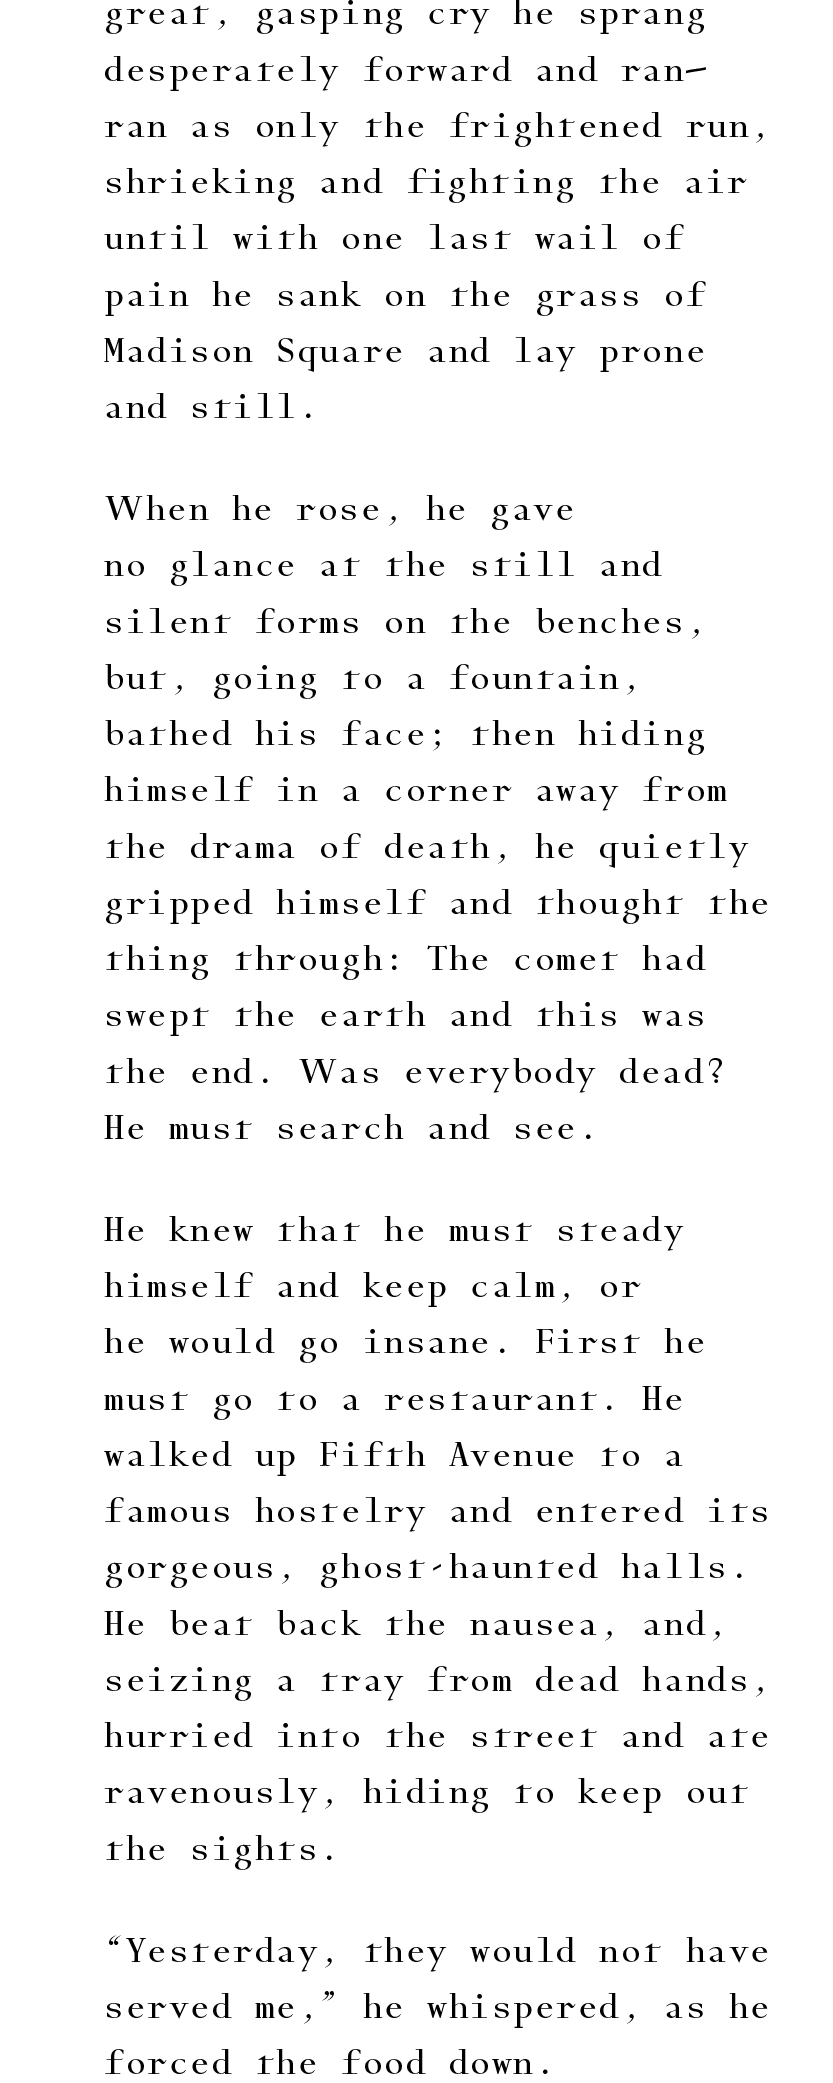 great, gasping cry he sprang
desperately forward and ran—
ran as only the frightened run,
shrieking and fighting the air
until with one last wail of
pain he sank on the grass of
Madison Square and lay prone
and still.
When he rose, he gave
no glance at the still and
silent forms on the benches,
but, going to a fountain,
bathed his face; then hiding
himself in a corner away from
the drama of death, he quietly
gripped himself and thought the
thing through: The comet had
swept the earth and this was
the end. Was everybody dead?
He must search and see.
He knew that he must steady
himself and keep calm, or
he would go insane. First he
must go to a restaurant. He
walked up Fifth Avenue to a
famous hostelry and entered its
gorgeous, ghost-haunted halls.
He beat back the nausea, and,
seizing a tray from dead hands,
hurried into the street and ate
ravenously, hiding to keep out
the sights.
“Yesterday, they would not have
served me,” he whispered, as he
forced the food down.